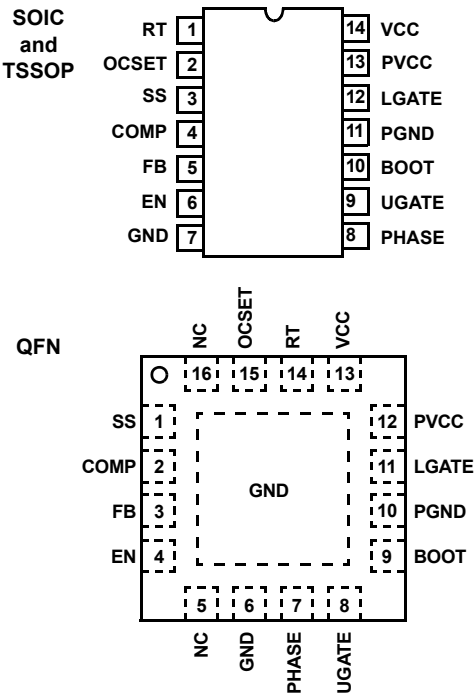 SOIC
and
TSSOP
RT 1 14 VCC
OCSET 2 13 PVCC
SS 3 12 LGATE
COMP 4 11 PGND
FB 5 10 BOOT
EN 6 9 UGATE
GND 7 8 PHASE
QFN
NC OCSET RT VCC
16 15 14 13
SS 1 12 PVCC
COMP 2 11 LGATE
GND
FB 3 10 PGND
EN 4 9 BOOT
5 6 7 8
NC GND PHASE UGATE